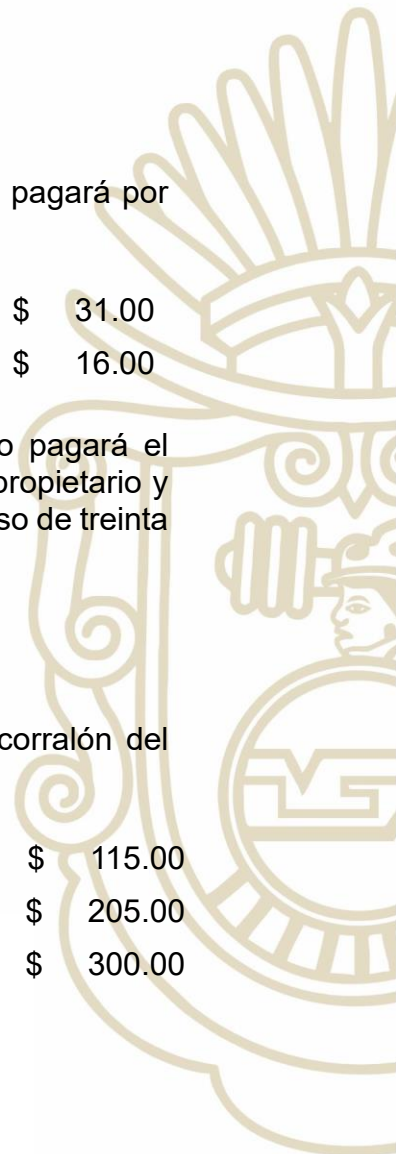 pagará por
$ 31.00
$ 16.00
o pagará el
propietario y
so de treinta
corralón del
$ 115.00
$ 205.00
$ 300.00